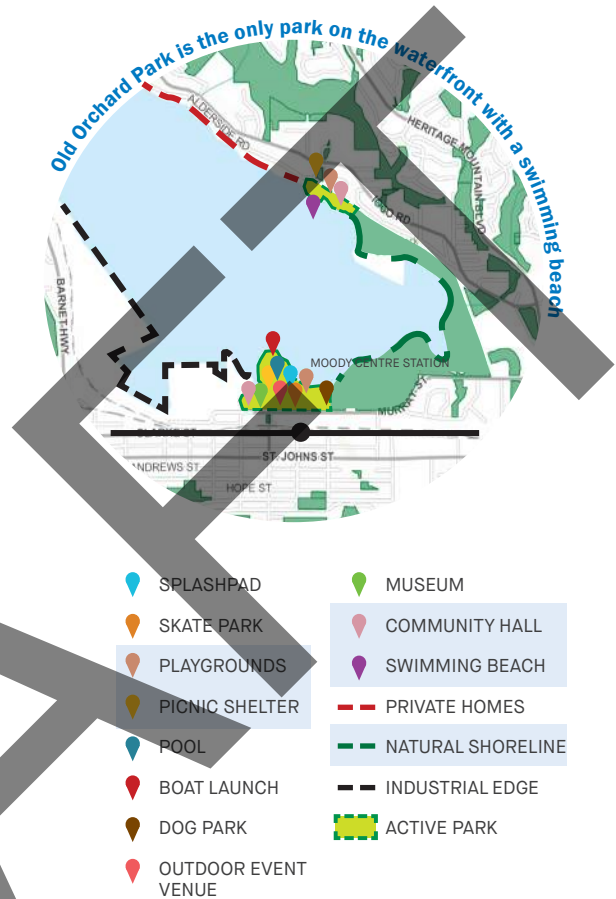 Old Orchard Park is the only park on the waterfront with a swimming beach
ALDERSIDE RD
HERITAGE MOUNTAIN BLVD
IOCO RD
BARNET HWY
MOODY CENTRE STATION
MURRAY ST
CLARKE ST
ST. JOHNS ST
ANDREWS ST
HOPE ST
SPLASHPAD
SKATE PARK
PLAYGROUNDS
PICNIC SHELTER
POOL
BOAT LAUNCH
DOG PARK
OUTDOOR EVENT
VENUE
MUSEUM
COMMUNITY HALL
SWIMMING BEACH
PRIVATE HOMES
NATURAL SHORELINE
INDUSTRIAL EDGE
ACTIVE PARK